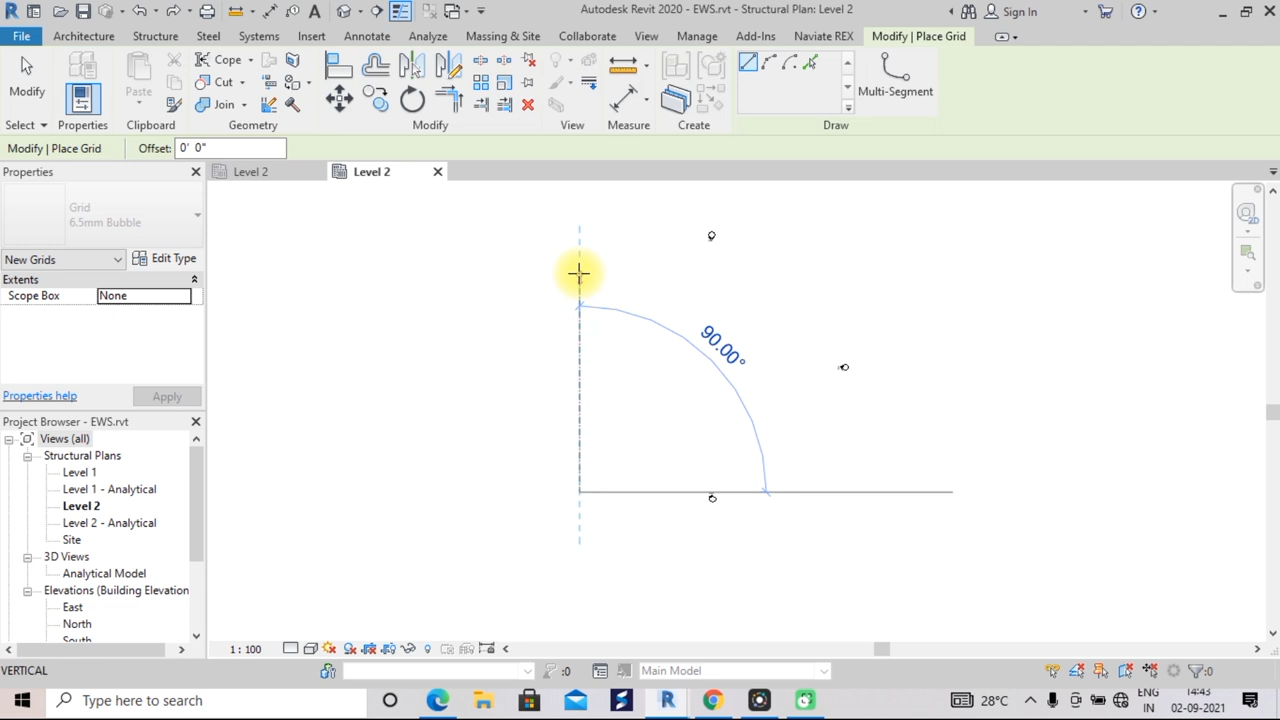 Autodesk Revit 2020 - EWS.rvt - Structural Plan: Level 2
Sign In
File Architecture Structure Steel Systems Insert Annotate Analyze Massing & Site Collaborate View Manage Add-Ins Naviate REX Modify | Place Grid
Modify
Paste
Cope
Cut
Join
Multi-Segment
Select Properties Clipboard Geometry Modify View Measure Create Draw
Modify | Place Grid Offset: 0' 0"
Properties
Level 2
Level 2
Grid
6.5mm Bubble
New Grids
Edit Type
Extents
Scope Box None
Properties help
Apply
Project Browser - EWS.rvt
Views (all)
Structural Plans
Level 1
Level 1 - Analytical
Level 2
Level 2 - Analytical
Site
3D Views
Analytical Model
Elevations (Building Elevation
East
North
South
90.00°
2D
1 : 100
VERTICAL
:0
Main Model
:0
Type here to search
28°C
ENG
IN
14:43
02-09-2021